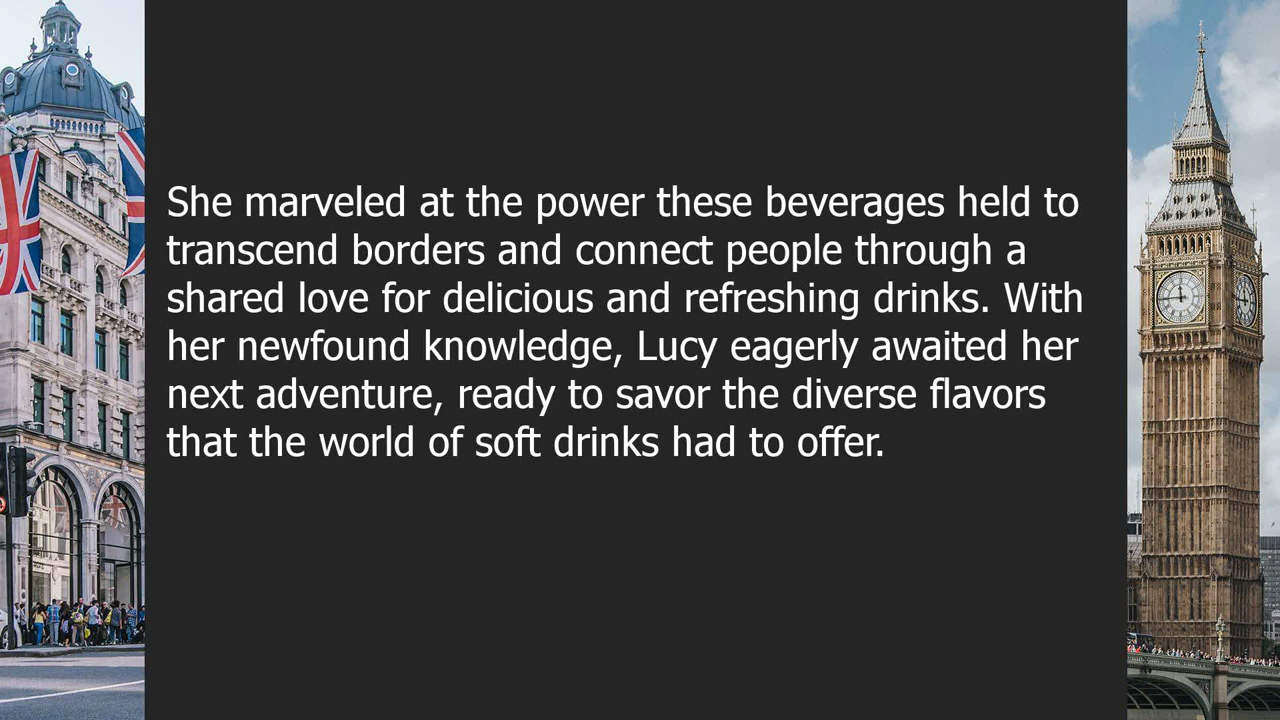 She marveled at the power these beverages held to
transcend borders and connect people through a
shared love for delicious and refreshing drinks. With
her newfound knowledge, Lucy eagerly awaited her
next adventure, ready to savor the diverse flavors
that the world of soft drinks had to offer.